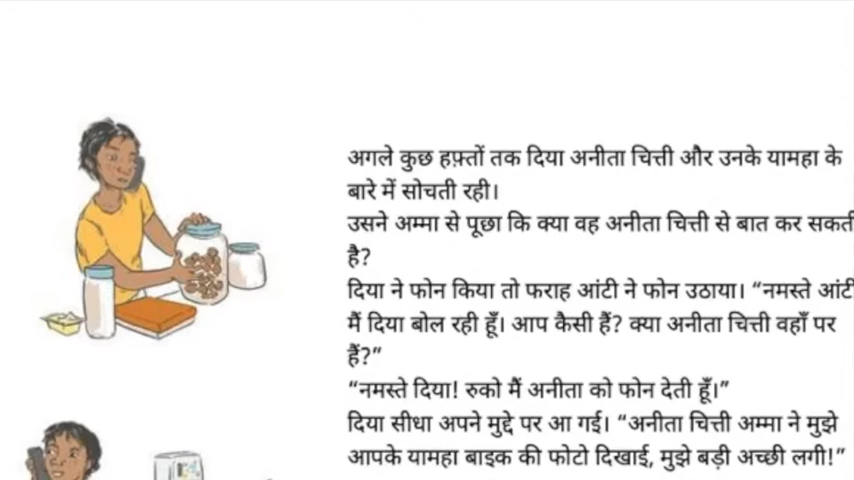 अगले कुछ हफ़्तों तक दिया अनीता चित्ती और उनके यामहा के
बारे में सोचती रही।
उसने अम्मा से पूछा कि क्या वह अनीता चित्ती से बात कर सकती
है?
दिया ने फोन किया तो फराह आंटी ने फोन उठाया। “नमस्ते आंटी
मैं दिया बोल रही हूँ। आप कैसी हैं? क्या अनीता चित्ती वहाँ पर
हैं?”
“नमस्ते दिया! रुको मैं अनीता को फोन देती हूँ।”
दिया सीधा अपने मुद्दे पर आ गई। “अनीता चित्ती अम्मा ने मुझे
आपके यामहा बाइक की फोटो दिखाई, मुझे बड़ी अच्छी लगी!”